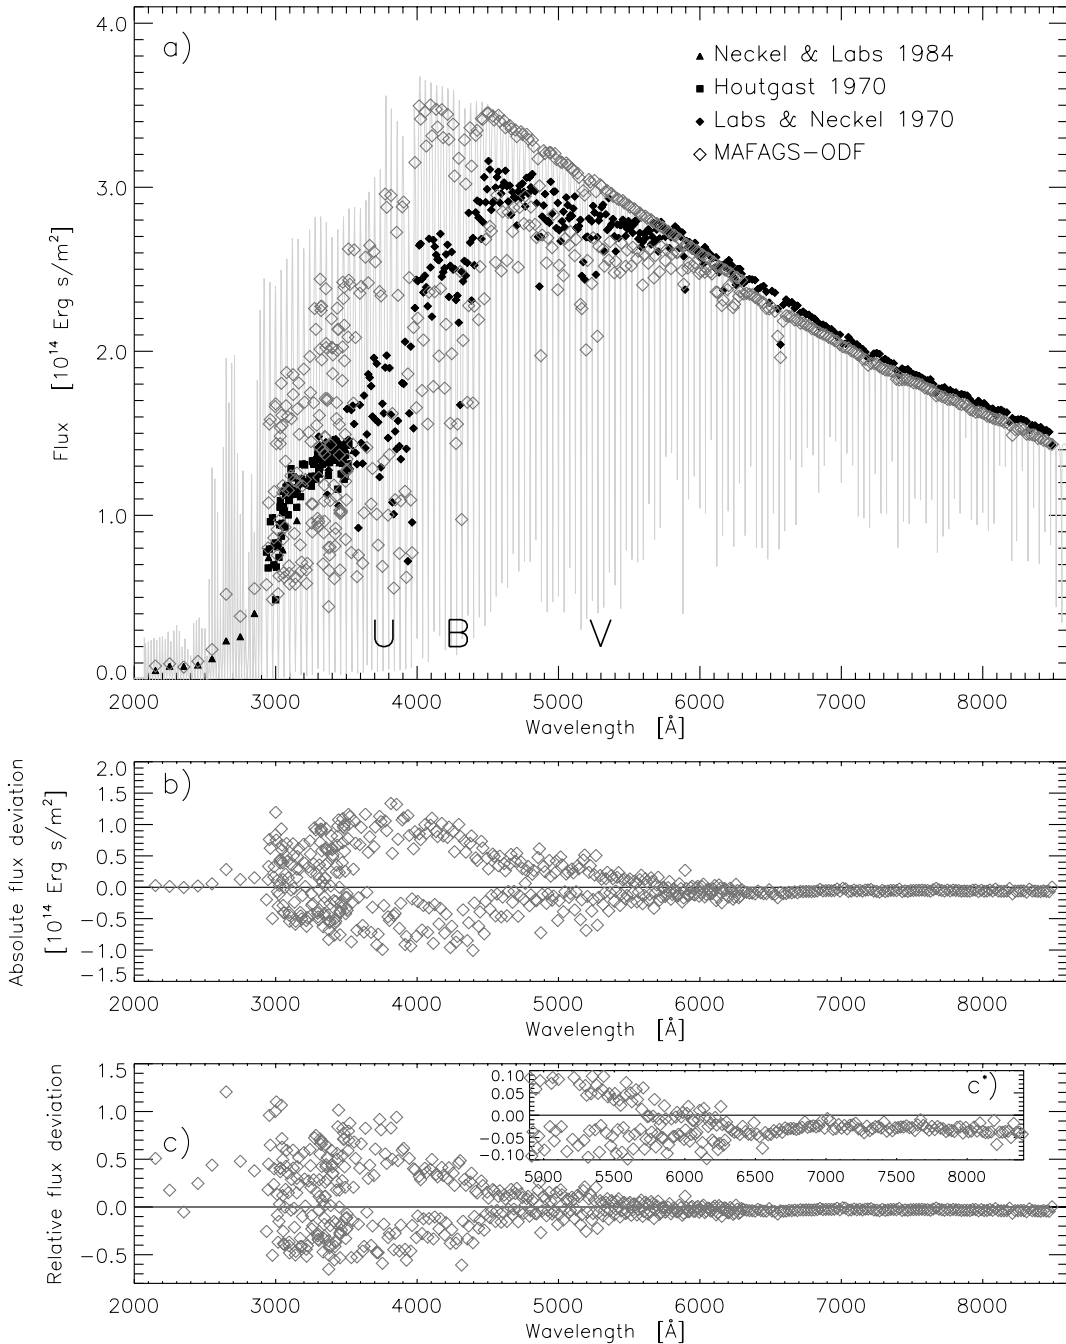 a)
Neckel & Labs 1984
Houtgast 1970
Labs & Neckel 1970
MAFAGS-ODF
Flux [10¹⁴ Erg s/m²]
4.0
3.0
2.0
1.0
0.0
U B V
2000 3000 4000 5000 6000 7000 8000
Wavelength [Å]
b)
Absolute flux deviation
[10¹⁴ Erg s/m²]
2.0
1.5
1.0
0.5
0.0
-0.5
-1.0
-1.5
2000 3000 4000 5000 6000 7000 8000
Wavelength [Å]
c)
Relative flux deviation
1.5
1.0
0.5
0.0
-0.5
c*)
0.10
0.05
0.00
-0.05
-0.10
5000 5500 6000 6500 7000 7500 8000
2000 3000 4000 5000 6000 7000 8000
Wavelength [Å]